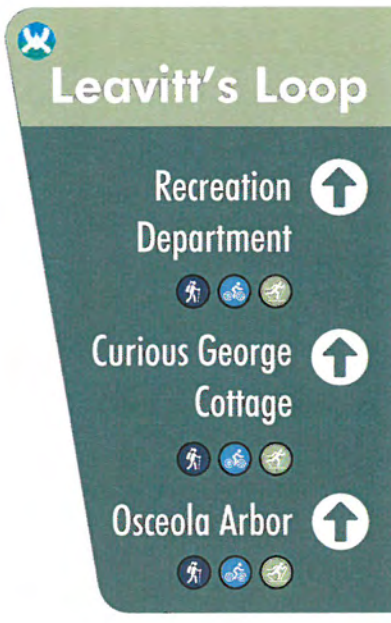 Leavitt's Loop
Recreation
Department
Curious George
Cottage
Osceola Arbor